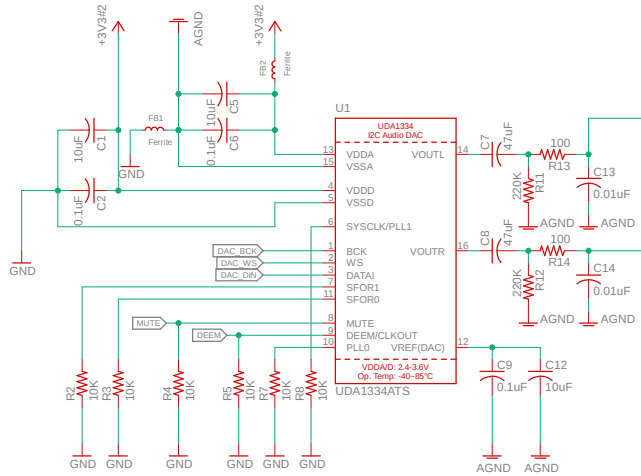 +3V3#2
AGND
+3V3#2
FB2
Ferrite
10uF
C5
U1
FB1
Ferrite
0.1uF
C6
10uF
C1
GND
0.1uF
C2
GND
UDA1334
I2C Audio DAC
13
VDDA
VOUTL
14
15
VSSA
4
VDDD
5
VSSD
6
SYSCLK/PLL1
DAC_BCK
1
BCK
VOUTR
16
DAC_WS
2
WS
DAC_DIN
3
DATAI
7
SFOR1
11
SFOR0
MUTE
8
MUTE
DEEM
9
DEEM/CLKOUT
10
PLL0
VREF(DAC)
12
VDDA/D: 2.4-3.6V
Op. Temp: -40~85°C
UDA1334ATS
C7
47uF
100
R13
220K
R11
C13
0.01uF
AGND
AGND
C8
47uF
100
R14
220K
R12
C14
0.01uF
AGND
AGND
C9
0.1uF
C12
10uF
AGND
AGND
R2
10K
R3
10K
R4
10K
R5
10K
R7
10K
R8
10K
GND
GND
GND
GND
GND
GND